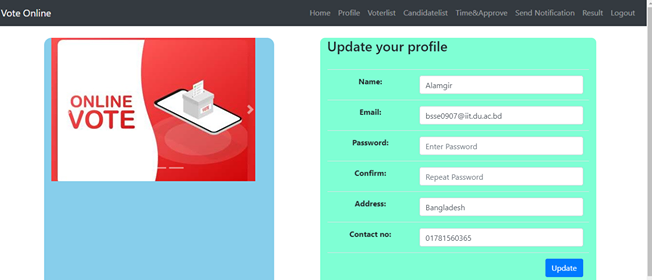 Vote Online Home Profile Voterlist Candidatelist Time&Approve Send Notification Result Logout
ONLINE
VOTE
Update your profile
Name: Alamgir
Email: bsse0907@iit.du.ac.bd
Password: Enter Password
Confirm: Repeat Password
Address: Bangladesh
Contact no: 01781560365
Update